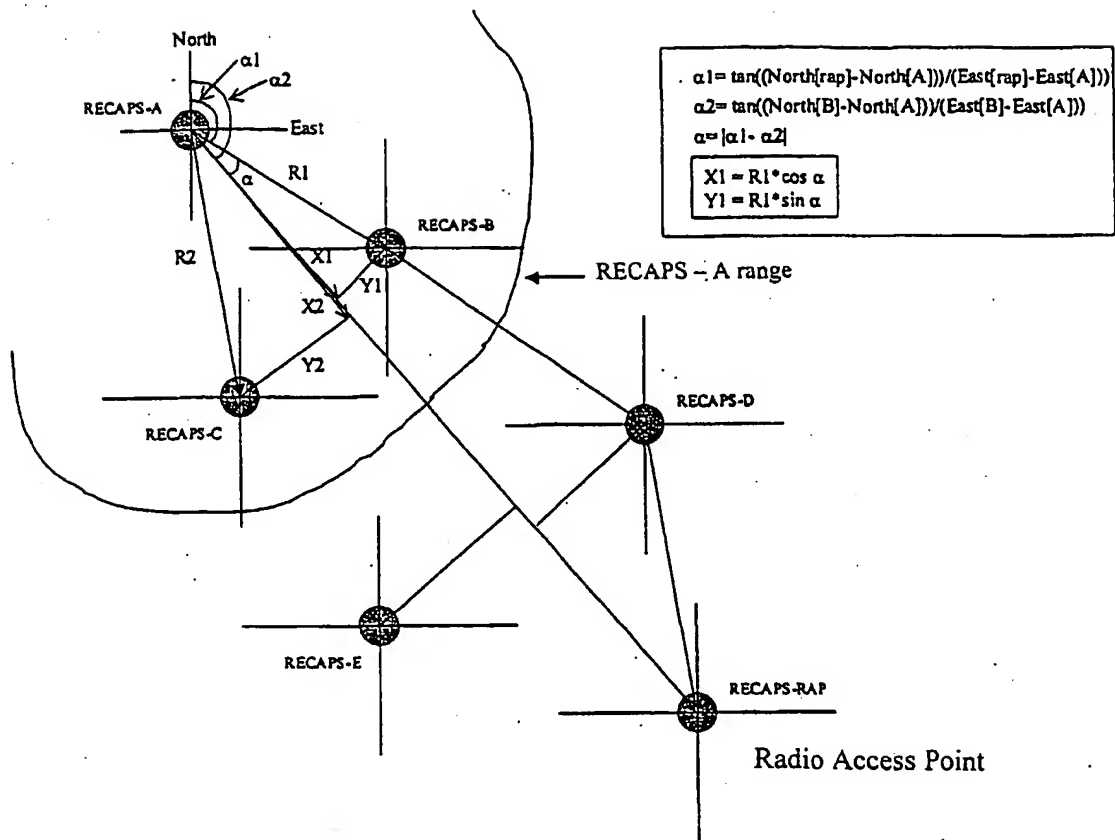 North
α1
α2
RECAPS-A
East
α
R1
R2
RECAPS-B
X1
Y1
X2
Y2
RECAPS-C
RECAPS - A range
RECAPS-D
RECAPS-E
RECAPS-RAP
Radio Access Point
α1= tan((North[rap]-North[A]))/(East[rap]-East[A]))
α2= tan((North[B]-North[A]))/(East[B]-East[A]))
α=|α1- α2|
X1 = R1*cos α
Y1 = R1*sin α